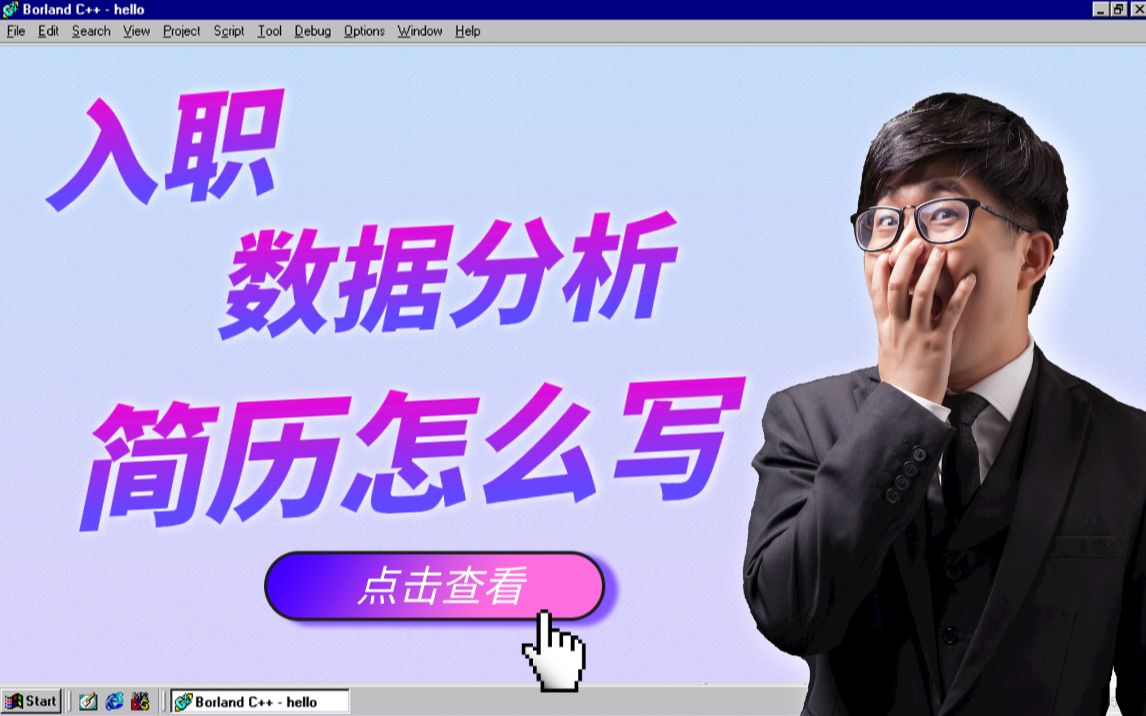 Borland C++ - hello
File Edit Search View Project Script Tool Debug Options Window Help
入职
数据分析
简历怎么写
点击查看
Start Borland C++ - hello